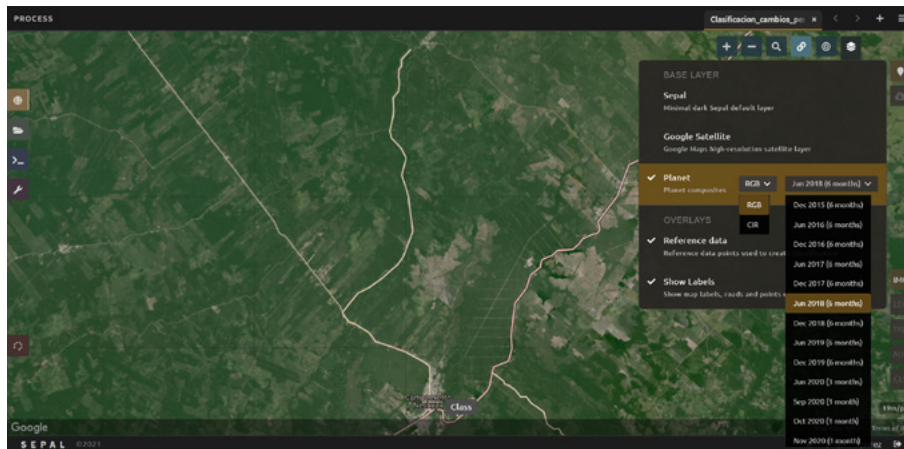 PROCESS
Clasificacion_cambios_pe
BASE LAYER
Sepal
Minimal dark Sepal default layer
Google Satellite
Google Maps high-resolution satellite layer
Planet
Planet composites
RGB
Jun 2018 (6 months)
RGB
CIR
Dec 2015 (6 months)
Jun 2016 (6 months)
Dec 2016 (6 months)
Jun 2017 (6 months)
Dec 2017 (6 months)
Jun 2018 (6 months)
Dec 2018 (6 months)
Jun 2019 (6 months)
Dec 2019 (6 months)
Jun 2020 (3 months)
Sep 2020 (1 month)
Oct 2020 (1 month)
Nov 2020 (1 month)
OVERLAYS
Reference data
Reference data points used to creat
Show Labels
Show map labels, roads and points
Class
Google
19m/p
Terms of
SEPAL ©2021
ez